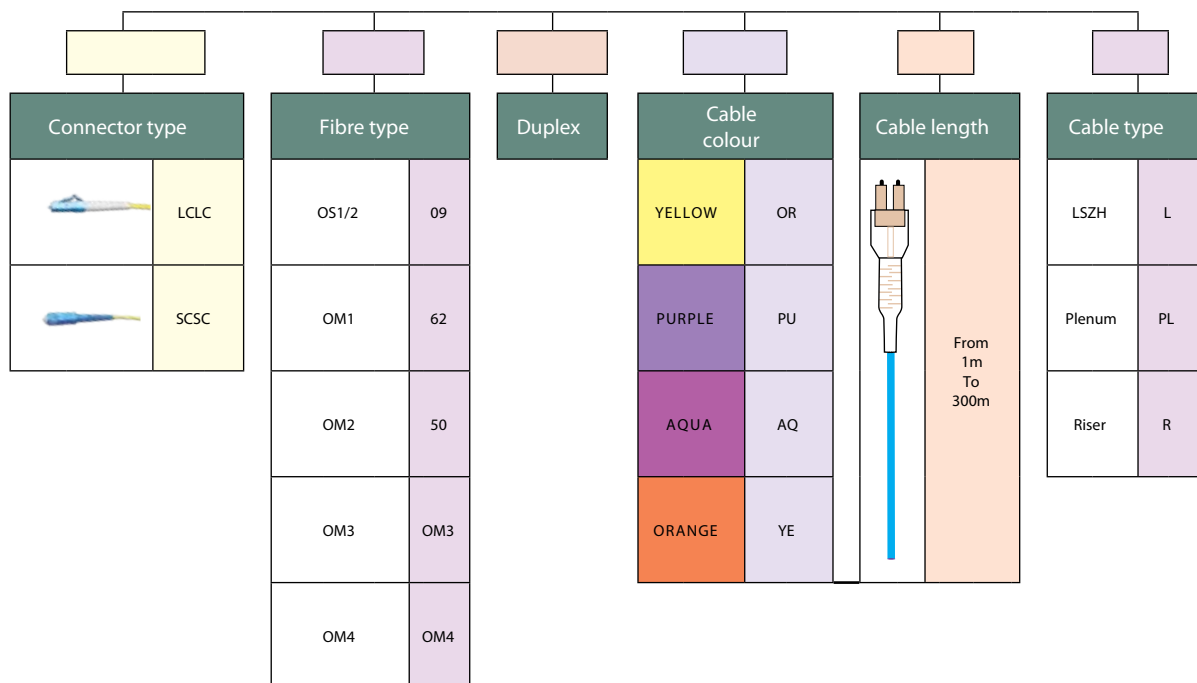 Connector type
LCLC
SCSC
Fibre type
OS1/2 09
OM1 62
OM2 50
OM3 OM3
OM4 OM4
Duplex
Cable
colour
YELLOW OR
PURPLE PU
AQUA AQ
ORANGE YE
Cable length
From
1m
To
300m
Cable type
LSZH L
Plenum PL
Riser R